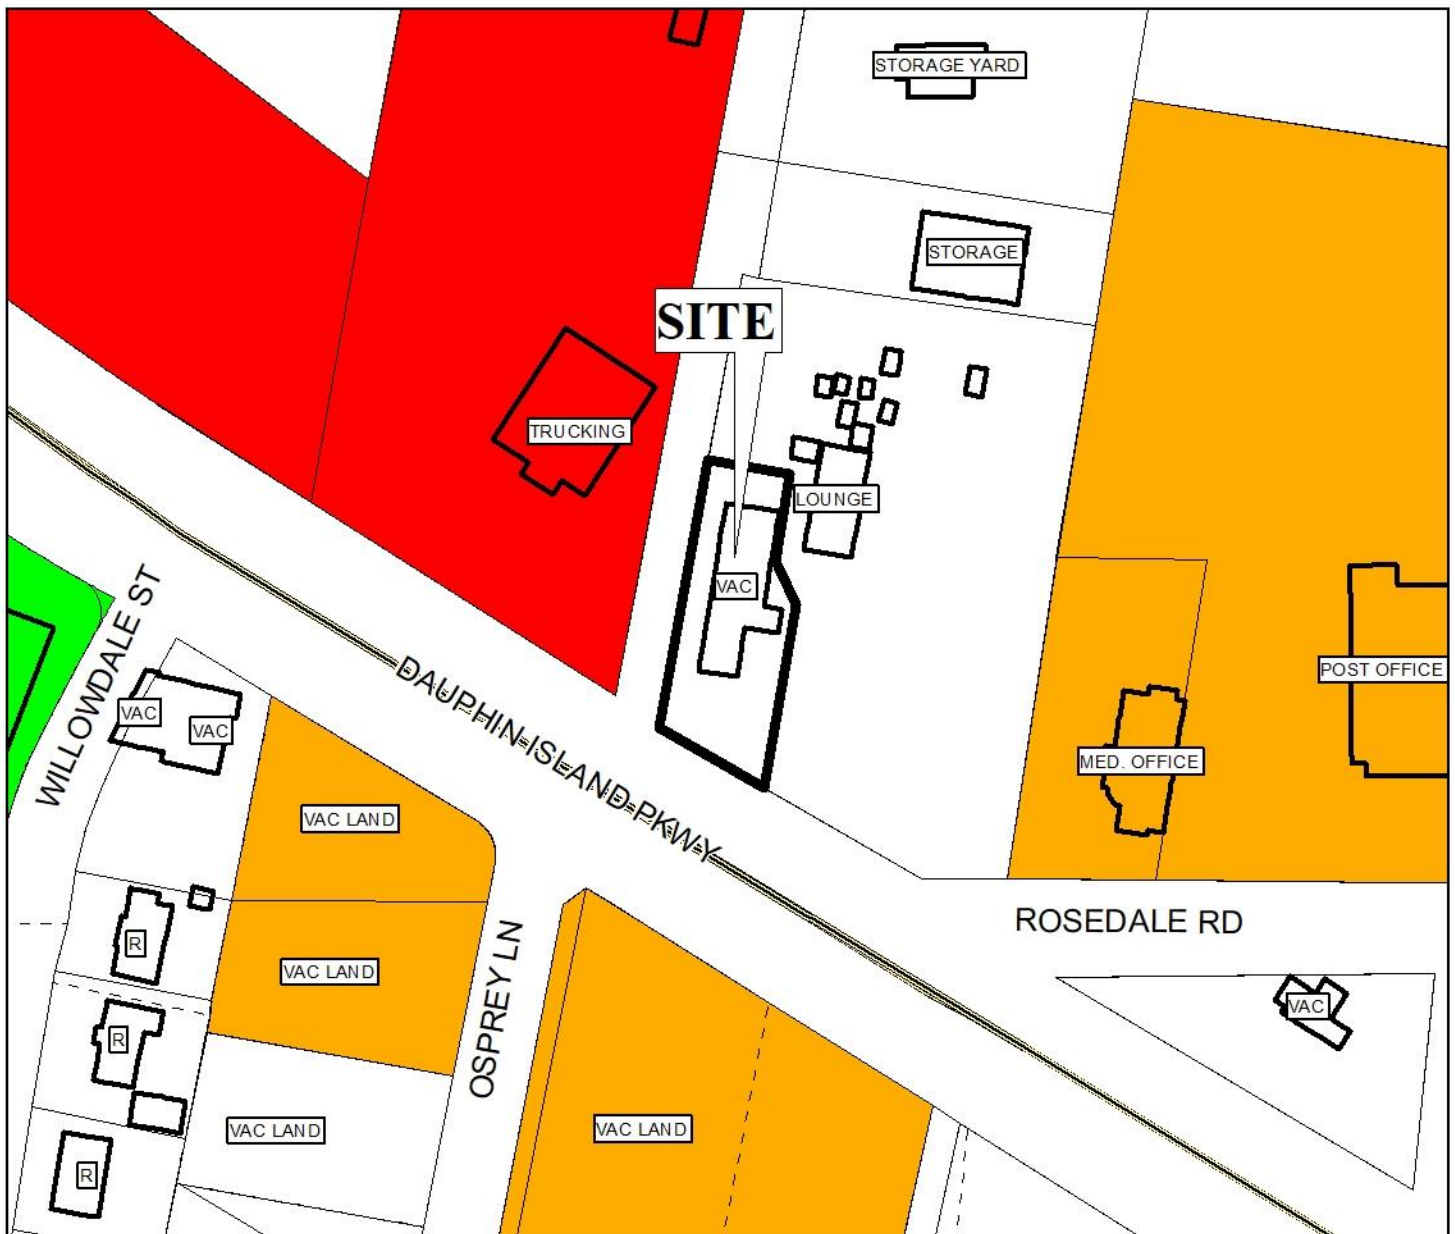 STORAGE YARD
STORAGE
SITE
TRUCKING
LOUNGE
VAC
WILLOWDALE ST
VAC
VAC
DAUPHIN ISLAND PKWY
POST OFFICE
MED. OFFICE
VAC LAND
ROSEDALE RD
R
VAC LAND
OSPREY LN
VAC
R
VAC LAND
VAC LAND
R